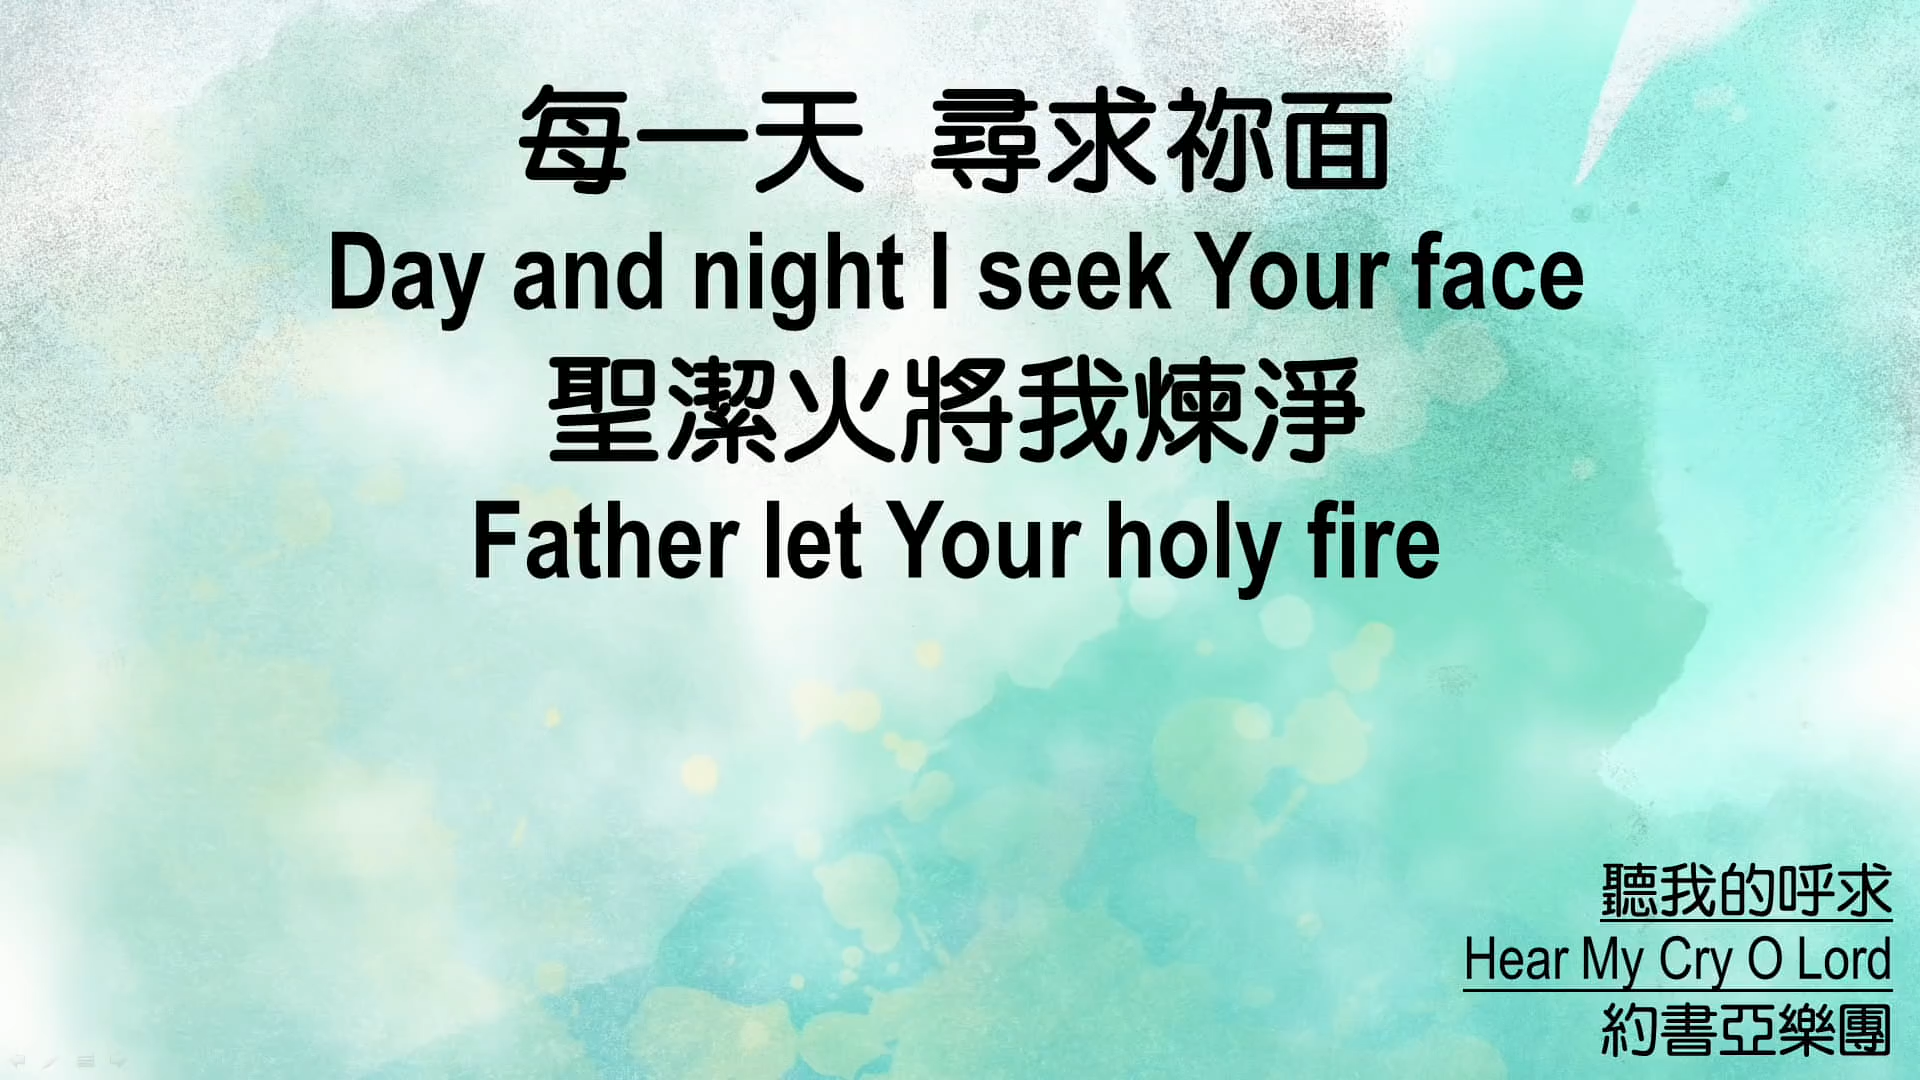 每一天 尋求祢面
Day and night I seek Your face
聖潔火將我煉淨
Father let Your holy fire
聽我的呼求
Hear My Cry O Lord
約書亞樂團